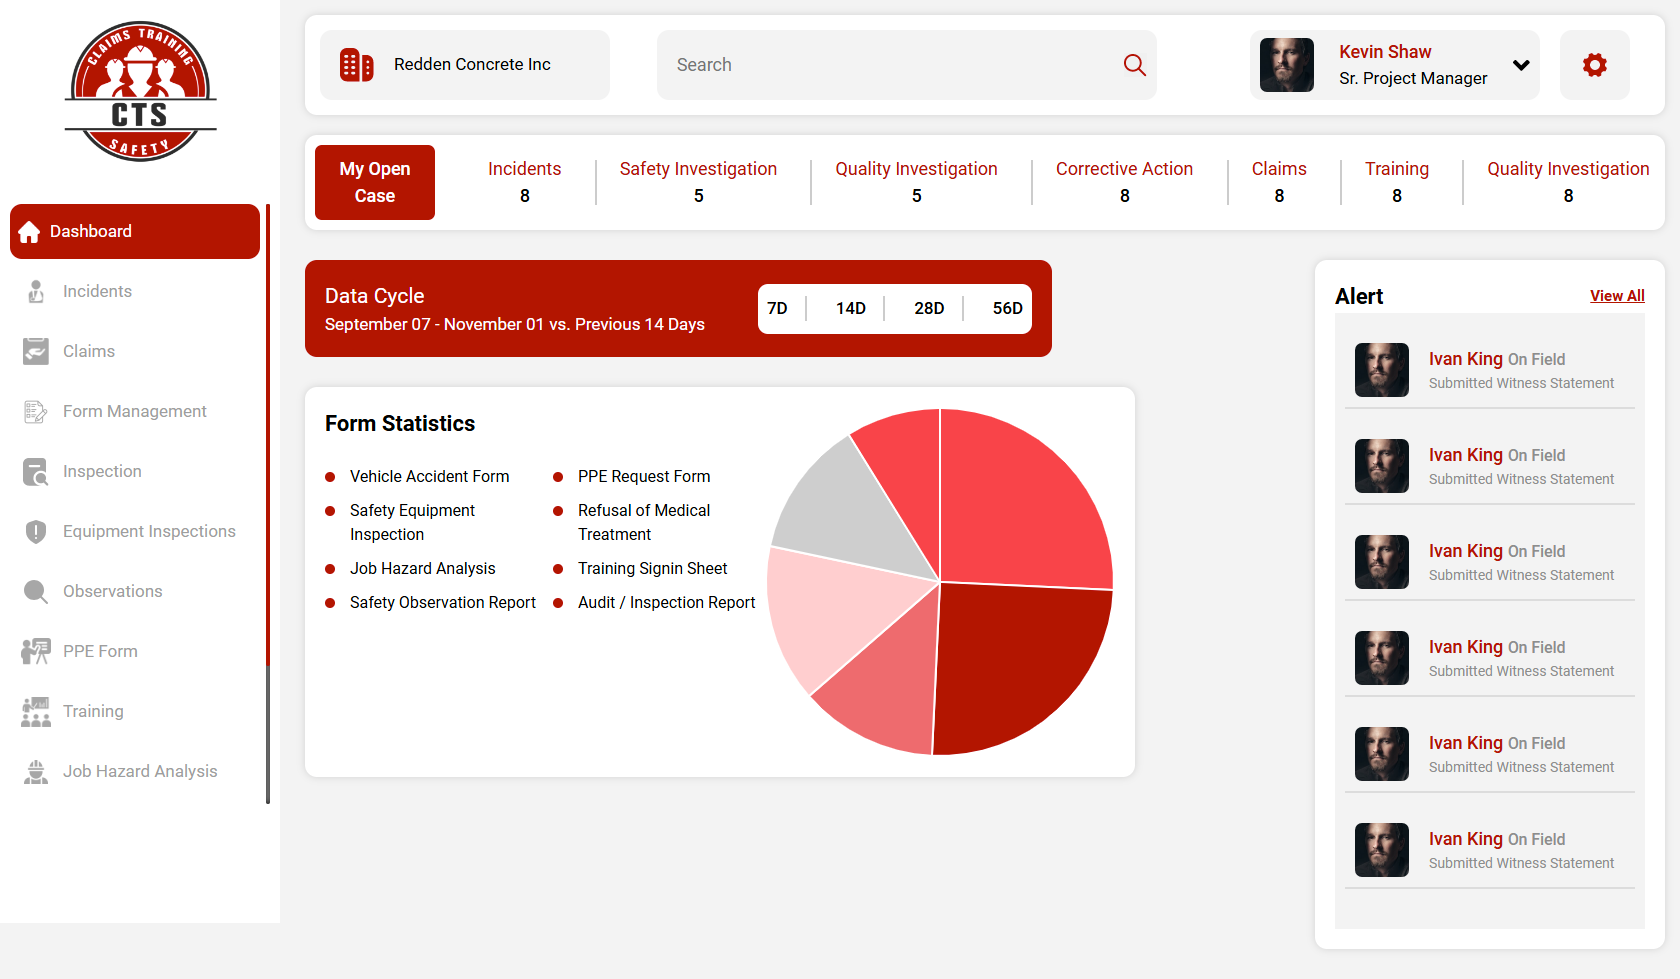 CLAIMS TRAINING
CTS
SAFETY
Dashboard
Incidents
Claims
Form Management
Inspection
Equipment Inspections
Observations
PPE Form
Training
Job Hazard Analysis
Redden Concrete Inc
Search
Kevin Shaw
Sr. Project Manager
My Open
Case
Incidents
8
Safety Investigation
5
Quality Investigation
5
Corrective Action
8
Claims
8
Training
8
Quality Investigation
8
Data Cycle
September 07 - November 01 vs. Previous 14 Days
7D
14D
28D
56D
Form Statistics
Vehicle Accident Form
Safety Equipment
Inspection
Job Hazard Analysis
Safety Observation Report
PPE Request Form
Refusal of Medical
Treatment
Training Signin Sheet
Audit / Inspection Report
Alert
View All
Ivan King On Field
Submitted Witness Statement
Ivan King On Field
Submitted Witness Statement
Ivan King On Field
Submitted Witness Statement
Ivan King On Field
Submitted Witness Statement
Ivan King On Field
Submitted Witness Statement
Ivan King On Field
Submitted Witness Statement